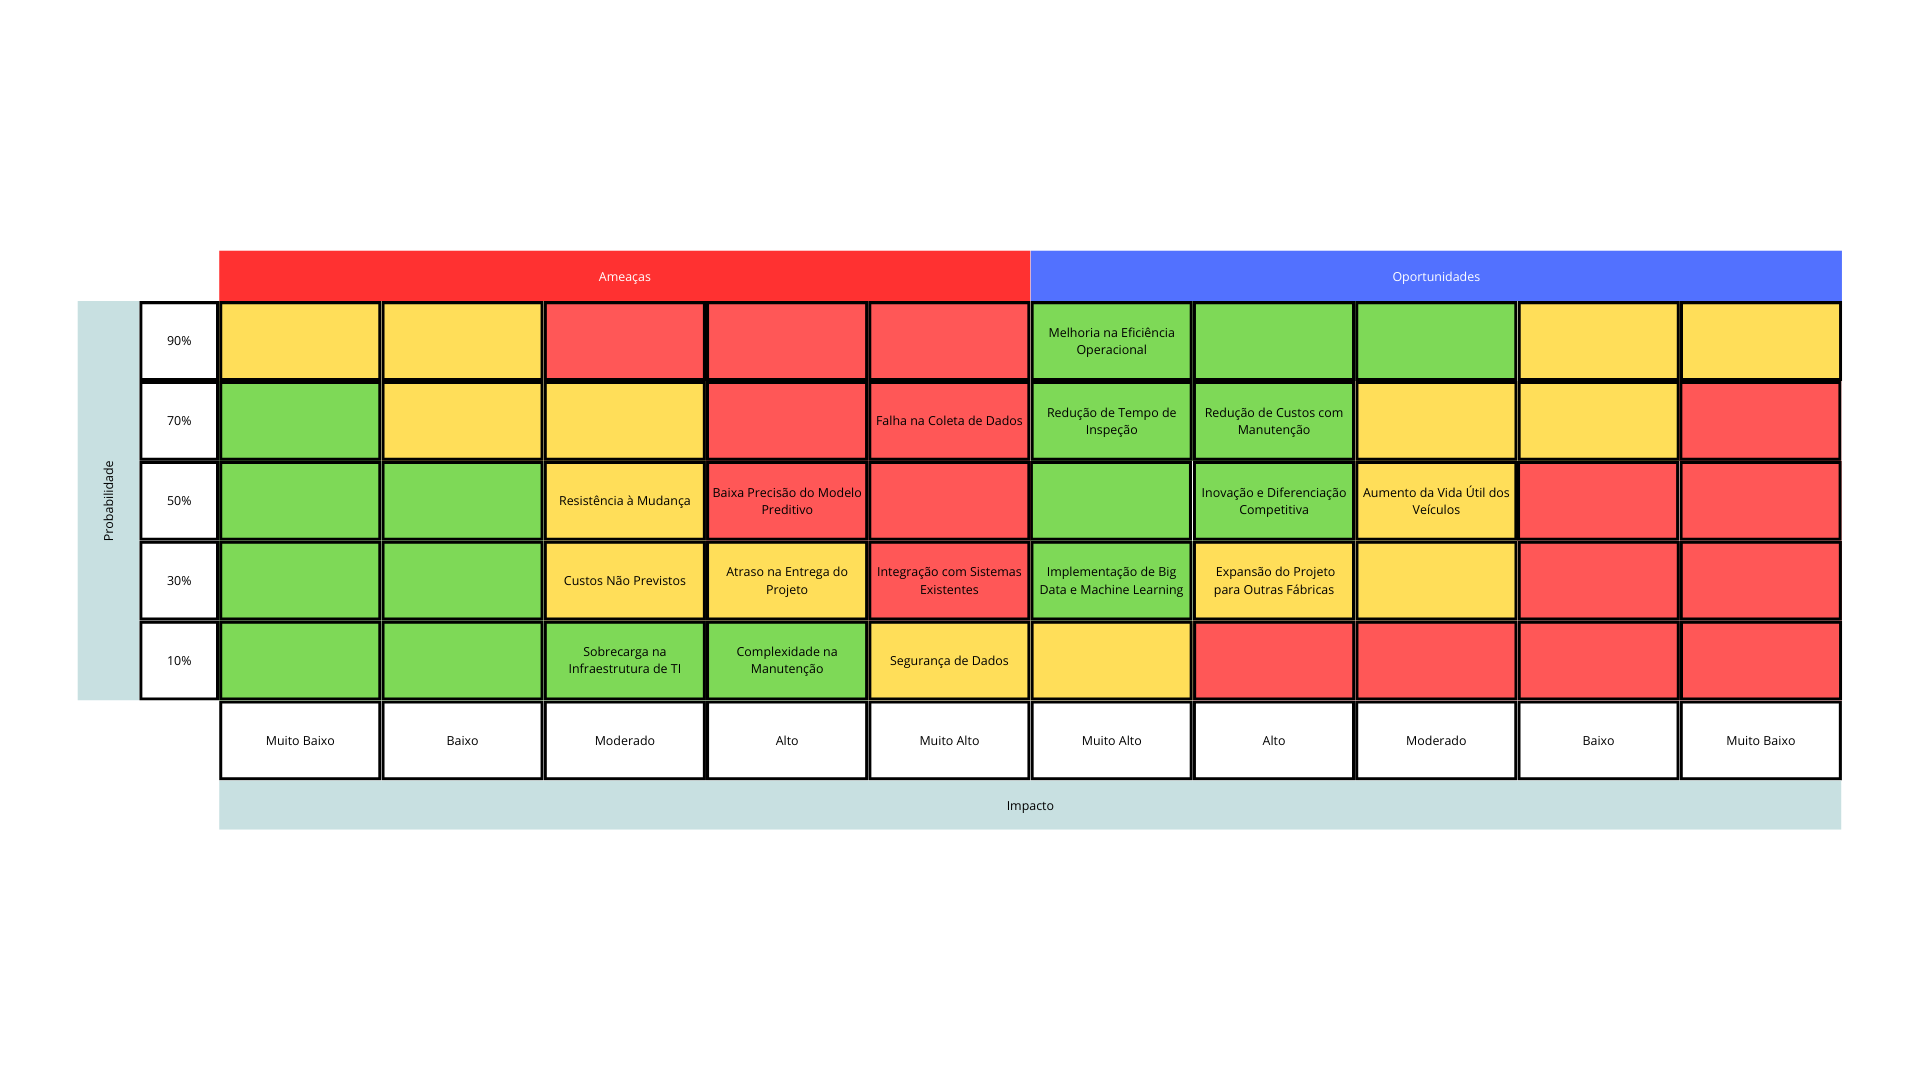 Ameaças
Oportunidades
Probabilidade
90%
Melhoria na Eficiência
Operacional
70%
Falha na Coleta de Dados
Redução de Tempo de
Inspeção
Redução de Custos com
Manutenção
50%
Resistência à Mudança
Baixa Precisão do Modelo
Preditivo
Inovação e Diferenciação
Competitiva
Aumento da Vida Útil dos
Veículos
30%
Custos Não Previstos
Atraso na Entrega do
Projeto
Integração com Sistemas
Existentes
Implementação de Big
Data e Machine Learning
Expansão do Projeto
para Outras Fábricas
10%
Sobrecarga na
Infraestrutura de TI
Complexidade na
Manutenção
Segurança de Dados
Muito Baixo
Baixo
Moderado
Alto
Muito Alto
Muito Alto
Alto
Moderado
Baixo
Muito Baixo
Impacto